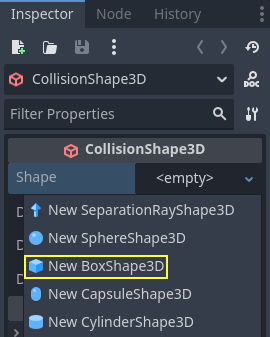 Inspector Node History
CollisionShape3D
DOC
Filter Properties
CollisionShape3D
Shape <empty>
New SeparationRayShape3D
New SphereShape3D
New BoxShape3D
New CapsuleShape3D
New CylinderShape3D